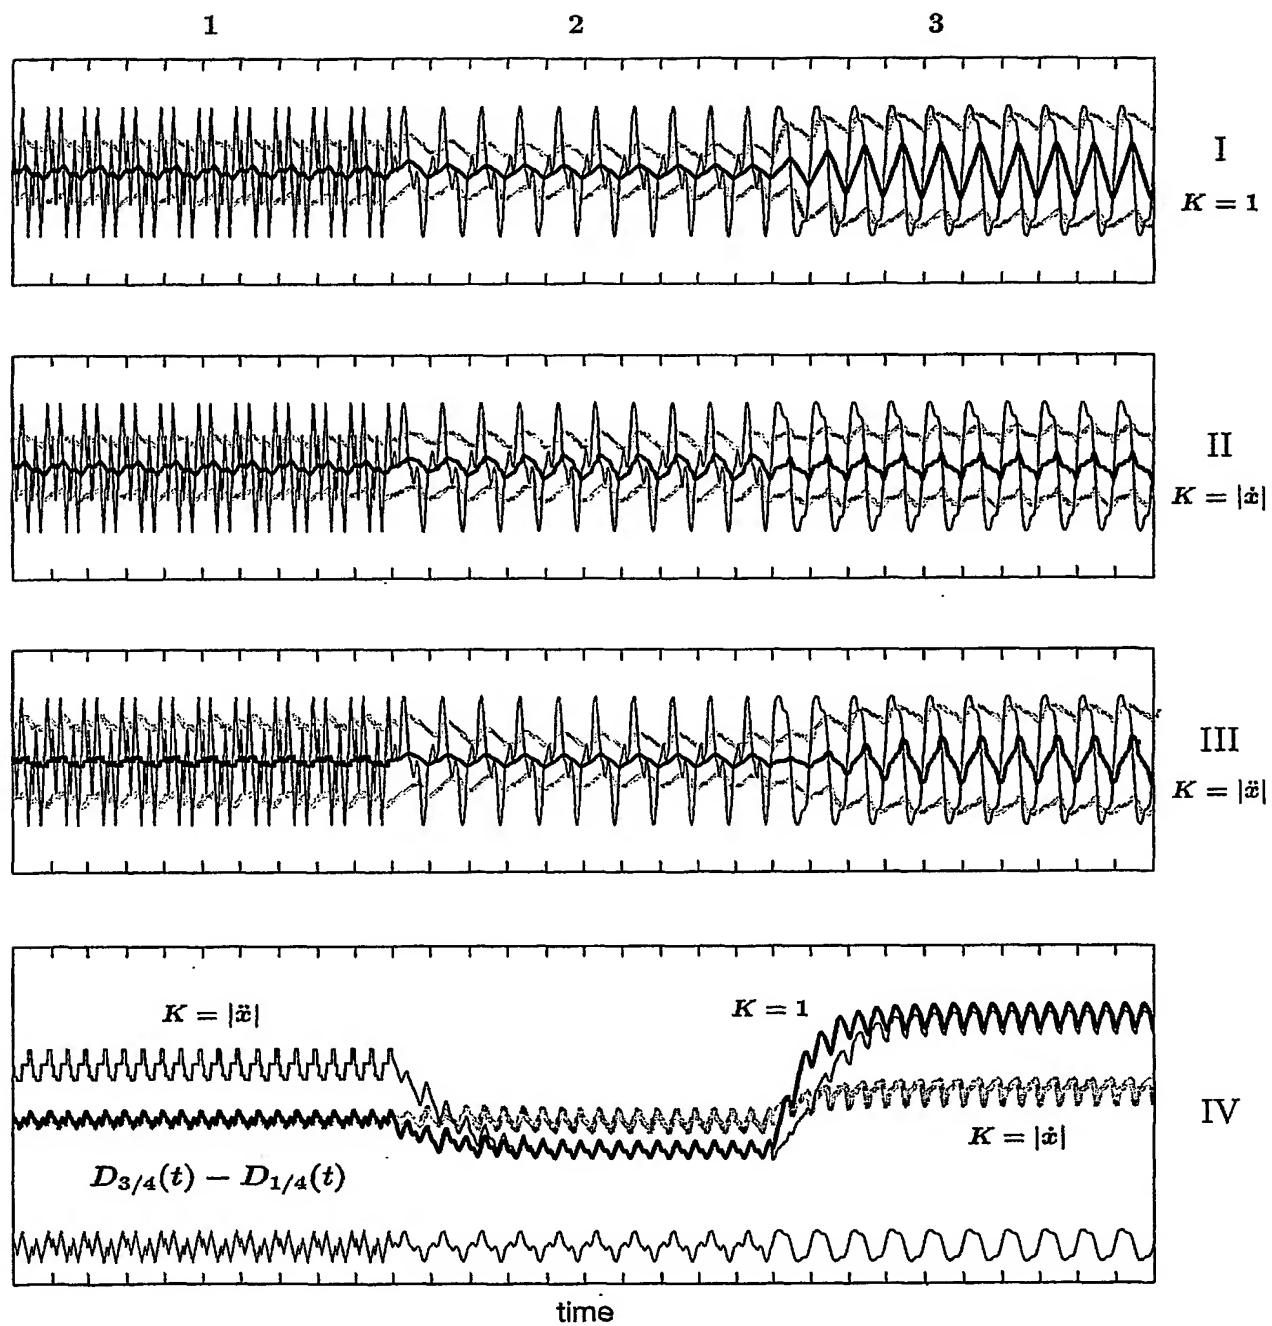 1 2 3
I
K = 1
II
K = |ẋ|
III
K = |ẍ|
K = |ẍ|
K = 1
IV
K = |ẋ|
D3/4(t) − D1/4(t)
time